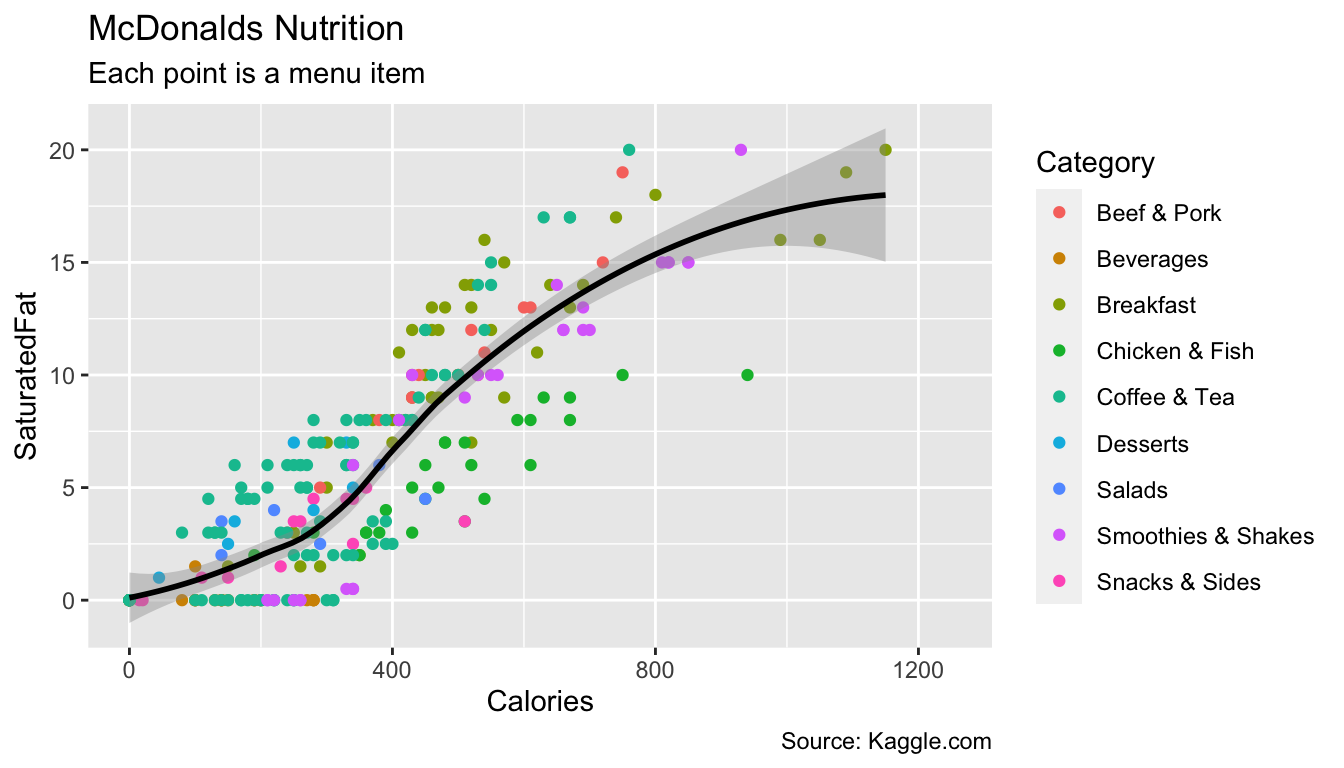 McDonalds Nutrition
Each point is a menu item
SaturatedFat
20
15
10
5
0
0 400 800 1200
Calories
Category
Beef & Pork
Beverages
Breakfast
Chicken & Fish
Coffee & Tea
Desserts
Salads
Smoothies & Shakes
Snacks & Sides
Source: Kaggle.com